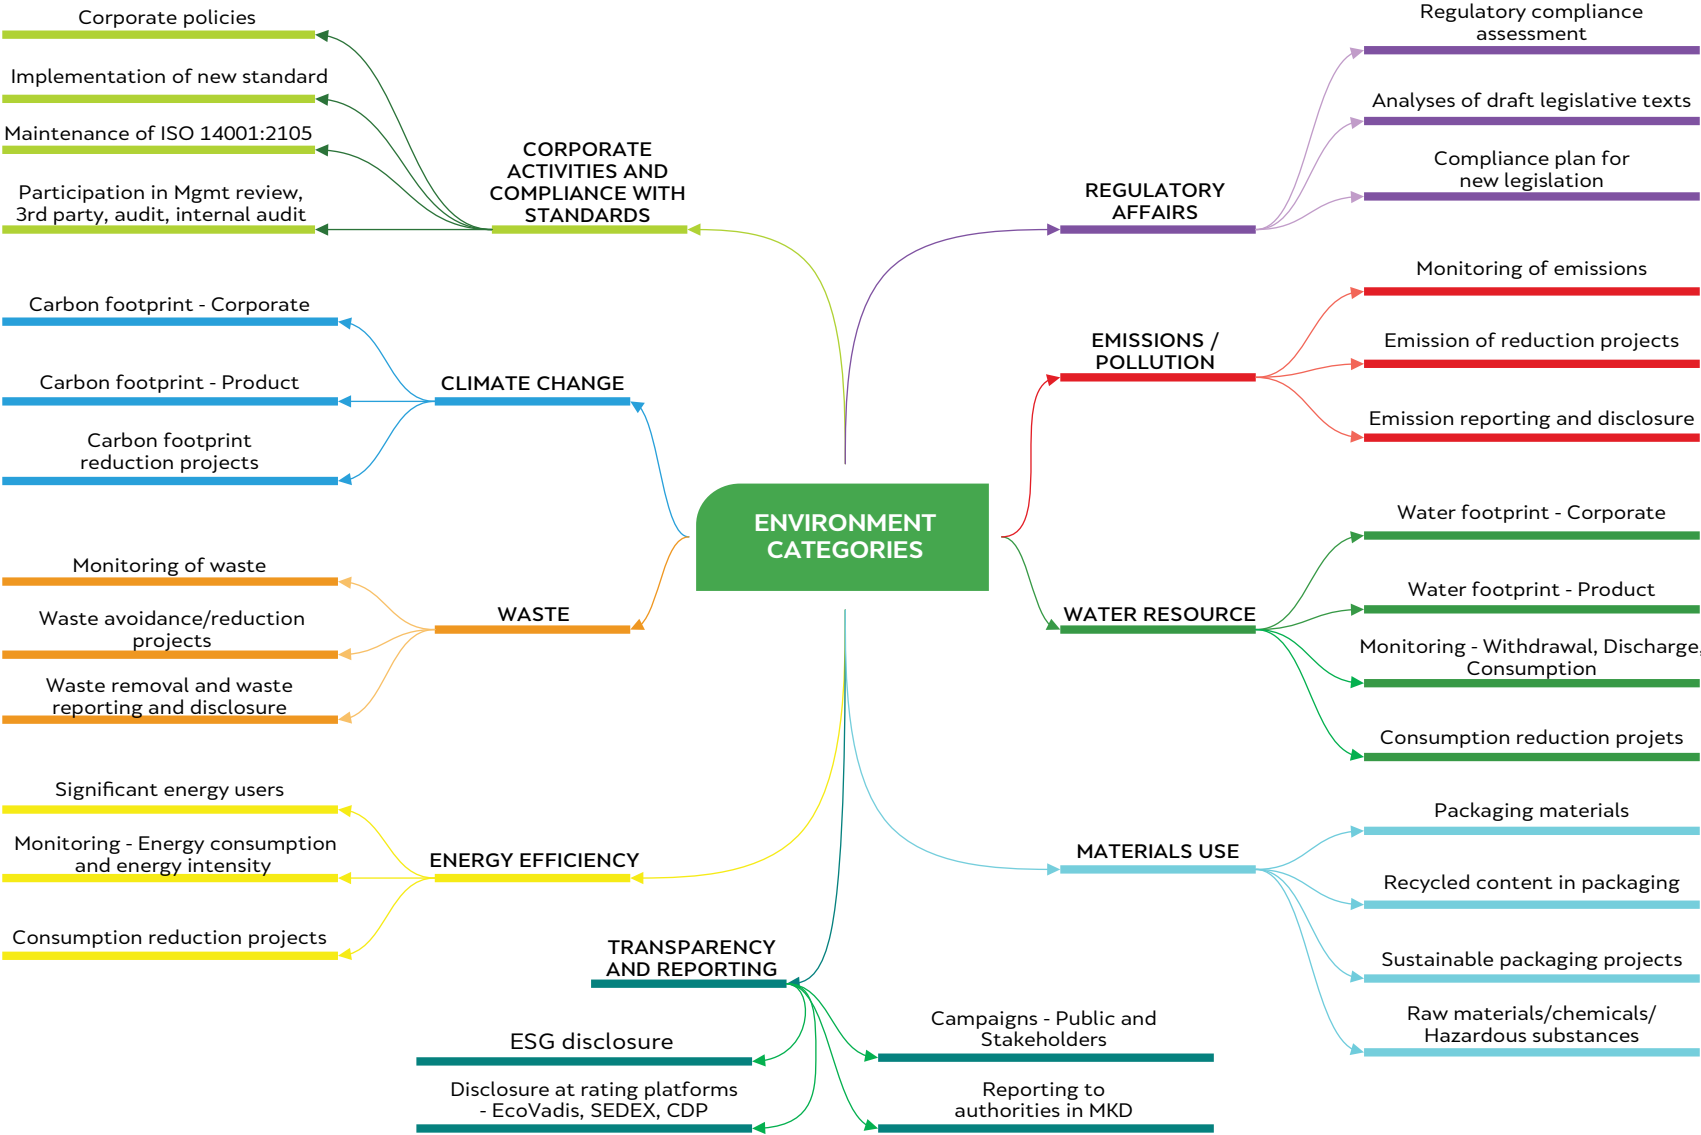 ENVIRONMENT
CATEGORIES
CORPORATE
ACTIVITIES AND
COMPLIANCE WITH
STANDARDS
Corporate policies
Implementation of new standard
Maintenance of ISO 14001:2105
Participation in Mgmt review,
3rd party, audit, internal audit
CLIMATE CHANGE
Carbon footprint - Corporate
Carbon footprint - Product
Carbon footprint
reduction projects
WASTE
Monitoring of waste
Waste avoidance/reduction
projects
Waste removal and waste
reporting and disclosure
ENERGY EFFICIENCY
Significant energy users
Monitoring - Energy consumption
and energy intensity
Consumption reduction projects
TRANSPARENCY
AND REPORTING
ESG disclosure
Disclosure at rating platforms
- EcoVadis, SEDEX, CDP
Campaigns - Public and
Stakeholders
Reporting to
authorities in MKD
REGULATORY
AFFAIRS
Regulatory compliance
assessment
Analyses of draft legislative texts
Compliance plan for
new legislation
EMISSIONS /
POLLUTION
Monitoring of emissions
Emission of reduction projects
Emission reporting and disclosure
WATER RESOURCE
Water footprint - Corporate
Water footprint - Product
Monitoring - Withdrawal, Discharge,
Consumption
Consumption reduction projets
MATERIALS USE
Packaging materials
Recycled content in packaging
Sustainable packaging projects
Raw materials/chemicals/
Hazardous substances